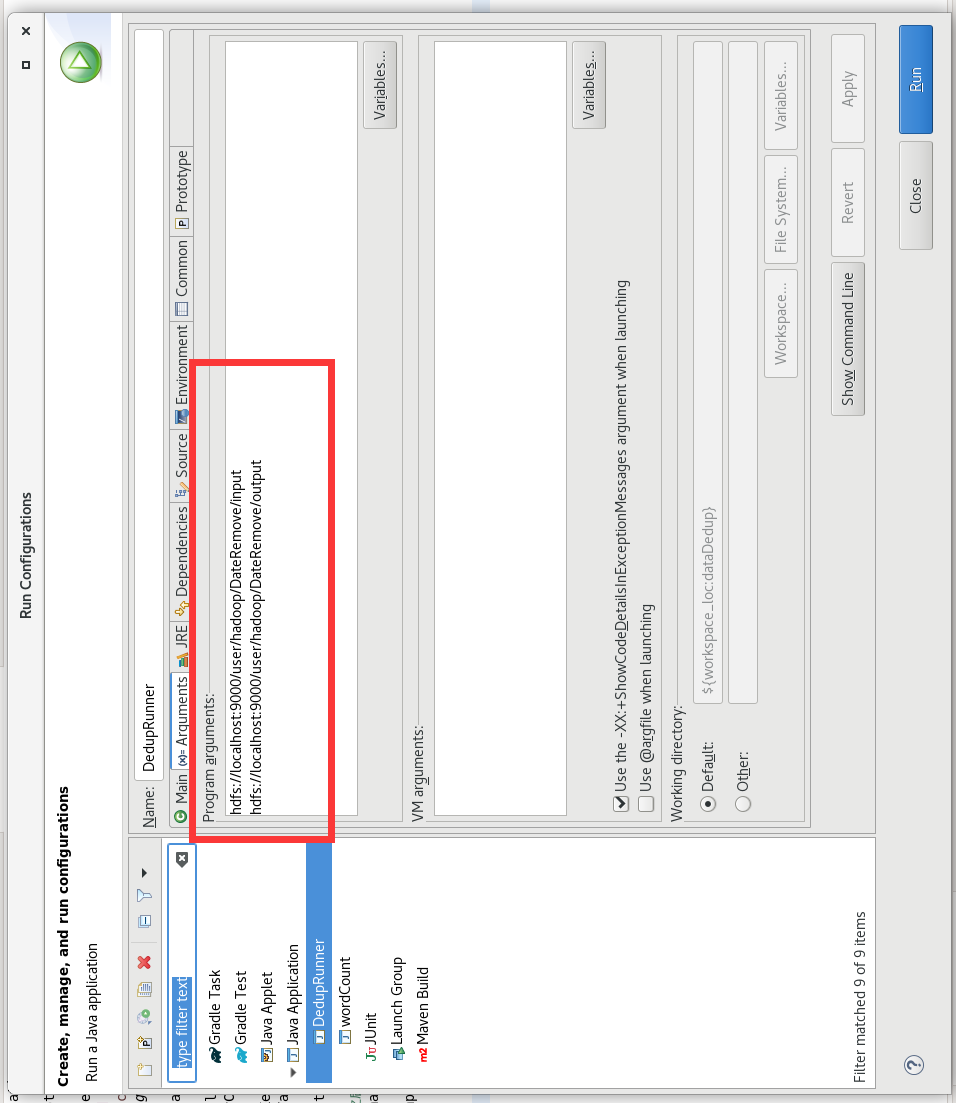 Run Configurations
Create, manage, and run configurations
Run a Java application
type filter text
Gradle Task
Gradle Test
Java Applet
Java Application
DedupRunner
wordCount
JUnit
Launch Group
Maven Build
Filter matched 9 of 9 items
Name: DedupRunner
Main (x)= Arguments JRE Dependencies Source Environment Common Prototype
Program arguments:
hdfs://localhost:9000/user/hadoop/DateRemove/input
hdfs://localhost:9000/user/hadoop/DateRemove/output
Variables...
VM arguments:
Variables...
Use the -XX:+ShowCodeDetailsInExceptionMessages argument when launching
Use @argfile when launching
Working directory:
Default: ${workspace_loc:dataDedup}
Other:
Workspace... File System... Variables...
Show Command Line Revert Apply
Close Run